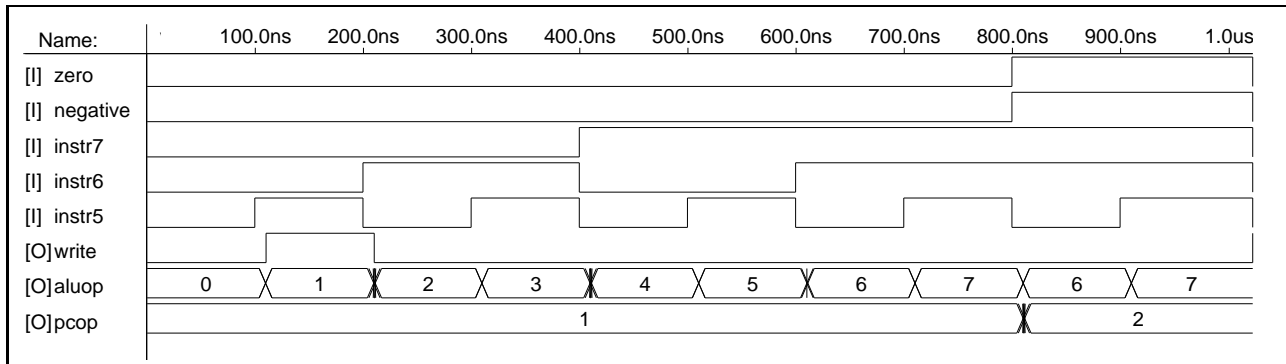 Name: 100.0ns 200.0ns 300.0ns 400.0ns 500.0ns 600.0ns 700.0ns 800.0ns 900.0ns 1.0us
[I] zero
[I] negative
[I] instr7
[I] instr6
[I] instr5
[O]write
[O]aluop 0 1 2 3 4 5 6 7 6 7
[O]pcop 1 2